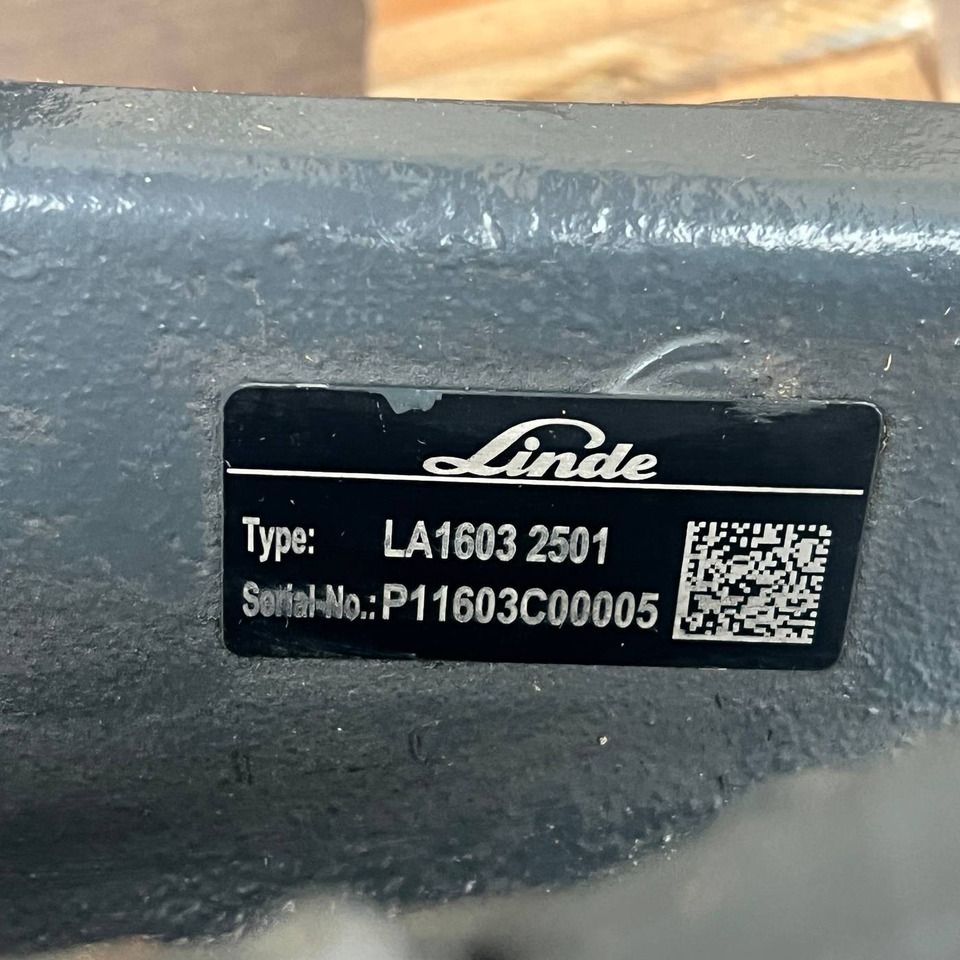 Linde
Type: LA1603 2501
Serial-No.: P11603C00005